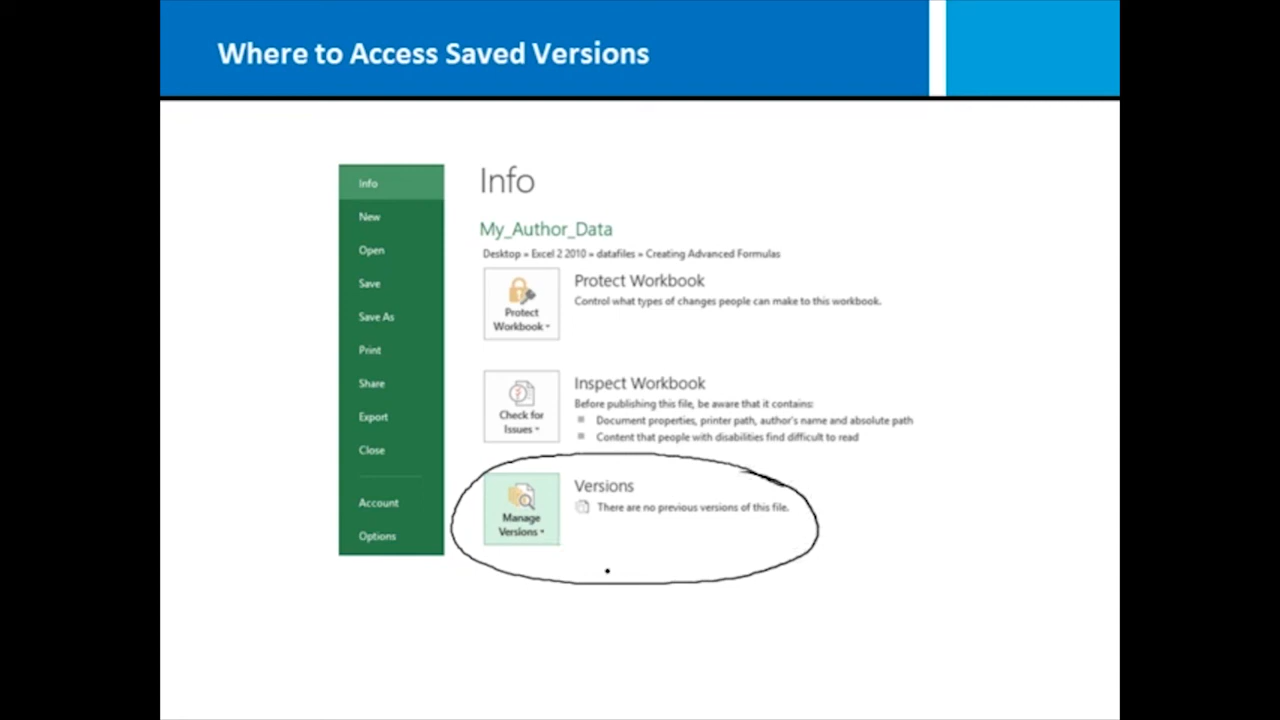 Where to Access Saved Versions
Info
New
Open
Save
Save As
Print
Share
Export
Close
Account
Options
Info
My_Author_Data
Desktop » Excel 2 2010 » datafiles » Creating Advanced Formulas
Protect
Workbook
Protect Workbook
Control what types of changes people can make to this workbook.
Check for
Issues
Inspect Workbook
Before publishing this file, be aware that it contains:
Document properties, printer path, author's name and absolute path
Content that people with disabilities find difficult to read
Manage
Versions
Versions
There are no previous versions of this file.